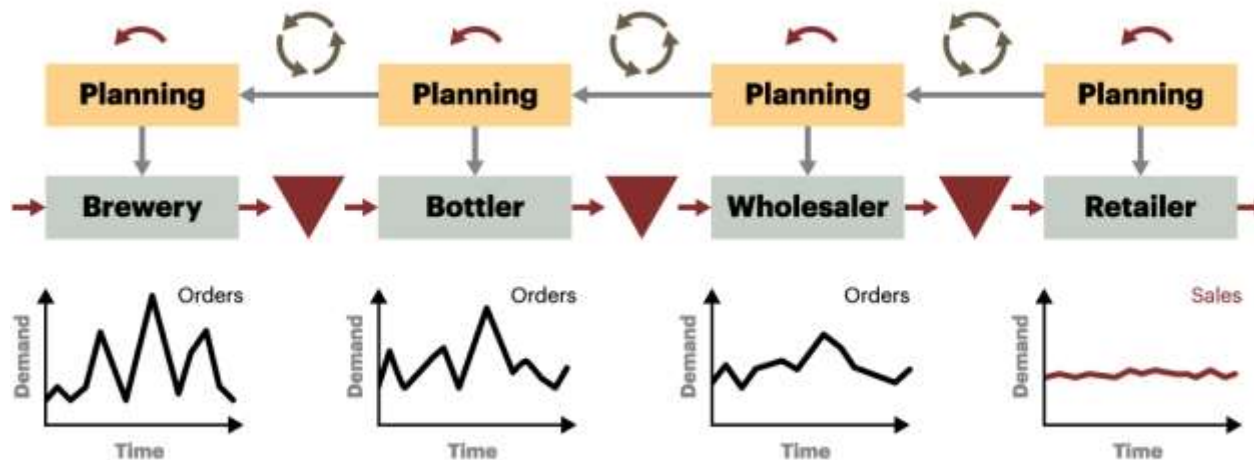 Planning
Planning
Planning
Planning
Brewery
Bottler
Wholesaler
Retailer
Orders
Orders
Orders
Sales
Demand
Demand
Demand
Demand
Time
Time
Time
Time